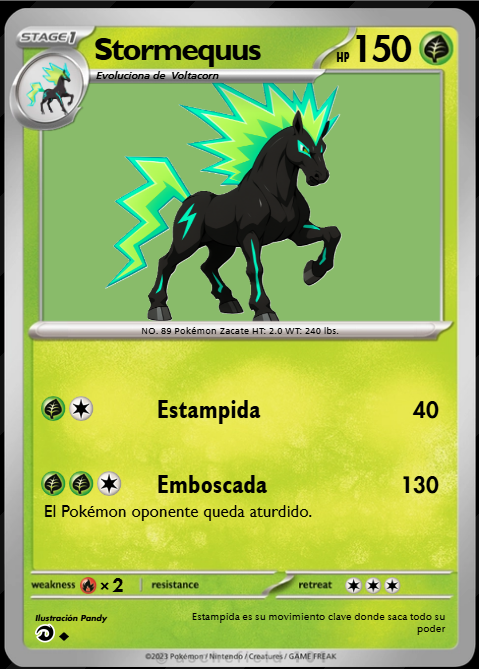 STAGE1
Stormequus
HP 150
Evoluciona de Voltacorn
NO. 89 Pokémon Zacate HT: 2.0 WT: 240 lbs.
Estampida 40
Emboscada 130
El Pokémon oponente queda aturdido.
weakness × 2 resistance retreat
Ilustración Pandy
Estampida es su movimiento clave donde saca todo su
poder
©2023 Pokémon / Nintendo / Creatures / GAME FREAK